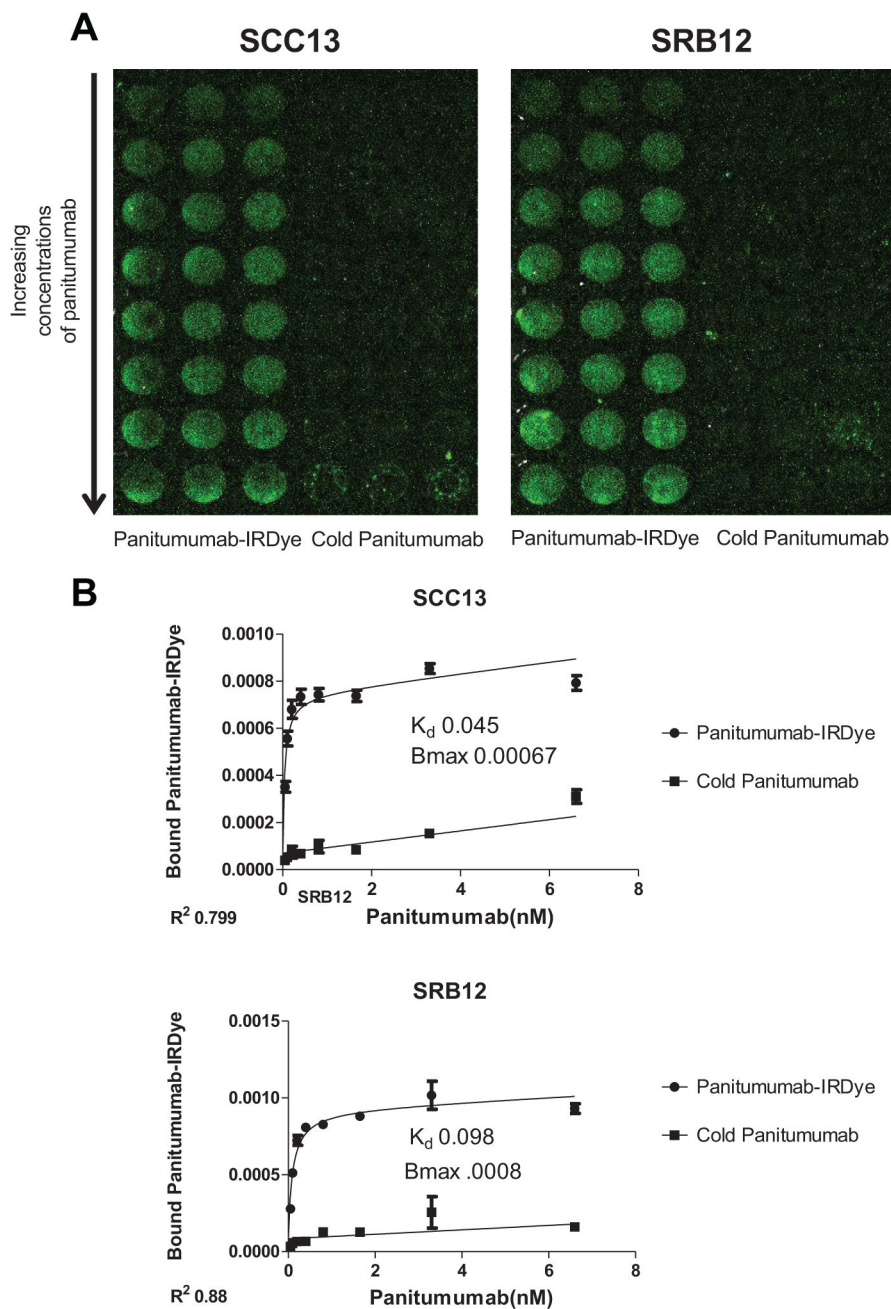 A
SCC13
SRB12
Increasing
concentrations
of panitumumab
Panitumumab-IRDye Cold Panitumumab
Panitumumab-IRDye Cold Panitumumab
B
SCC13
Bound Panitumumab-IRDye
0.0010
0.0008
0.0006
0.0004
0.0002
0.0000
Kd 0.045
Bmax 0.00067
Panitumumab-IRDye
Cold Panitumumab
0 2 4 6 8
SRB12
Panitumumab(nM)
R² 0.799
SRB12
Bound Panitumumab-IRDye
0.0015
0.0010
0.0005
0.0000
Kd 0.098
Bmax .0008
Panitumumab-IRDye
Cold Panitumumab
0 2 4 6 8
Panitumumab(nM)
R² 0.88